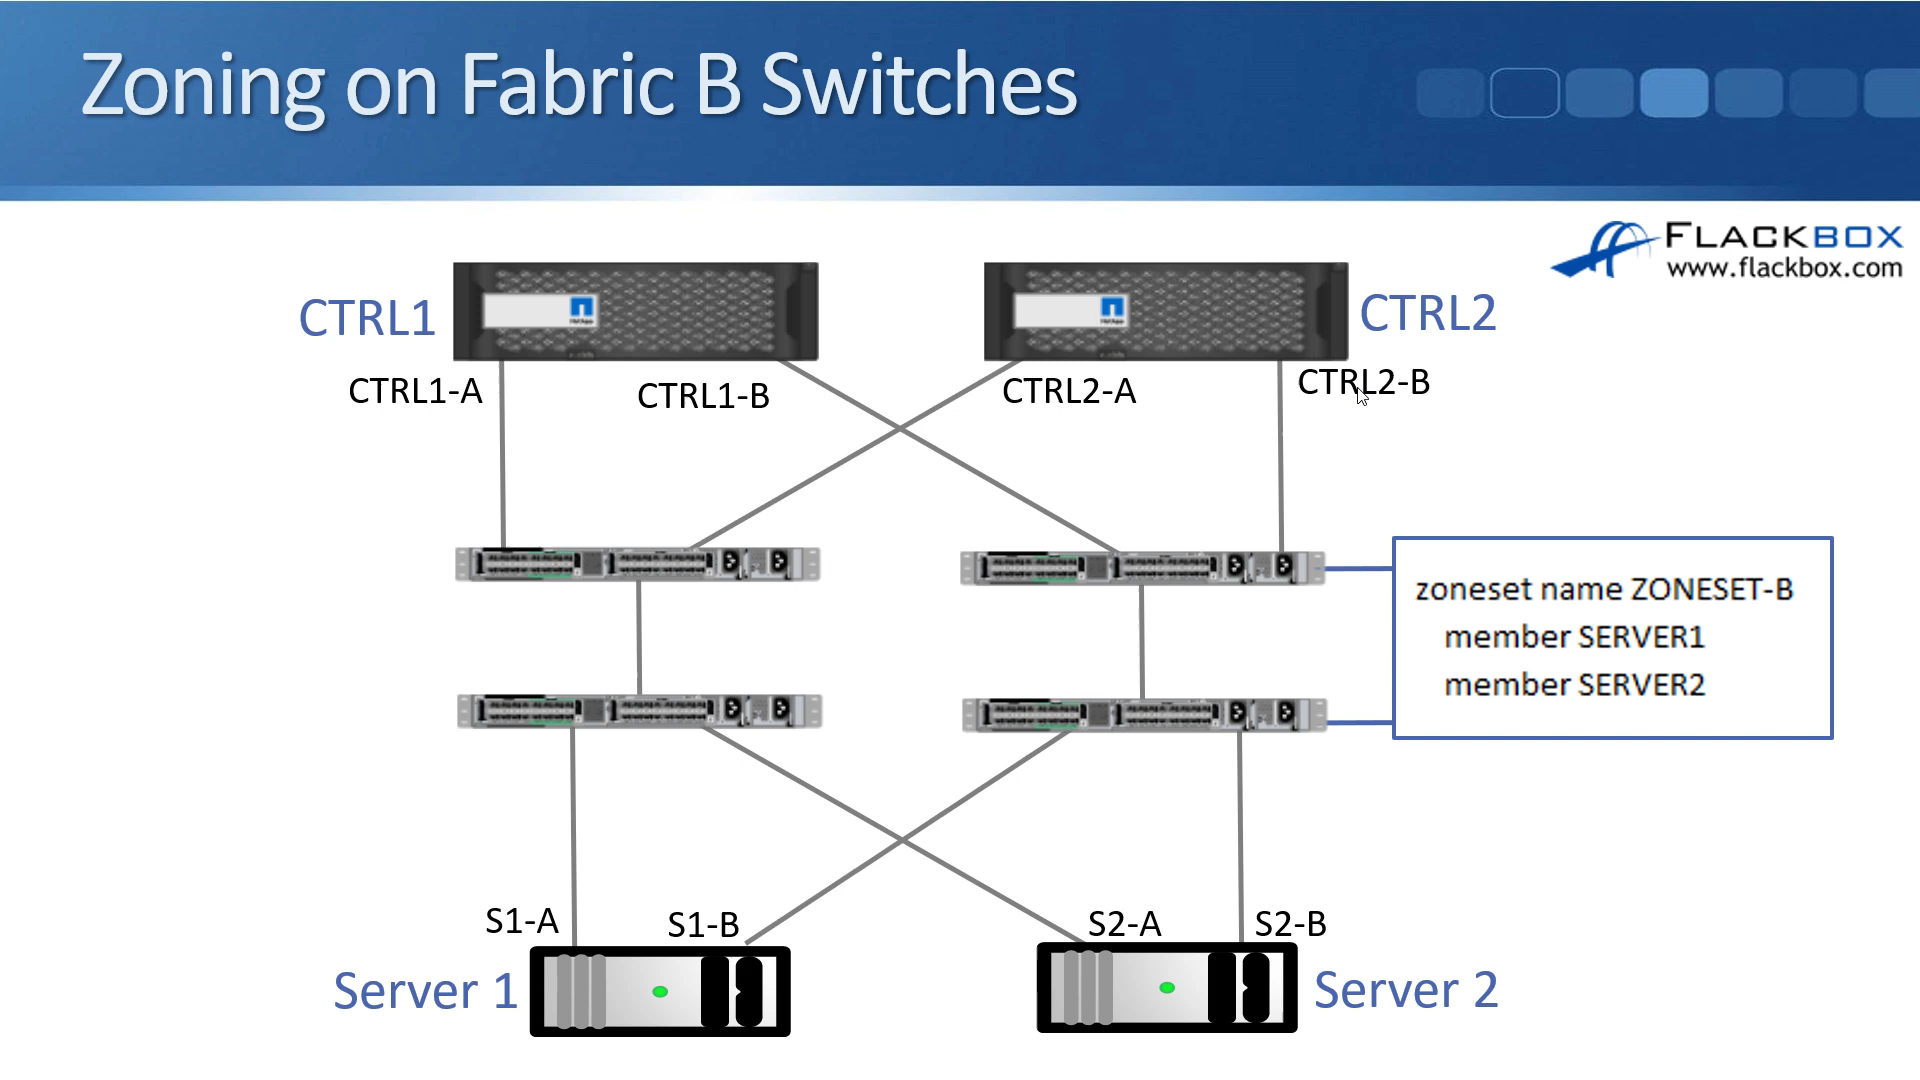 Zoning on Fabric B Switches
FLACKBOX
www.flackbox.com
CTRL1
CTRL2
CTRL1-A
CTRL1-B
CTRL2-A
CTRL2-B
zoneset name ZONESET-B
member SERVER1
member SERVER2
S1-A
S1-B
S2-A
S2-B
Server 1
Server 2